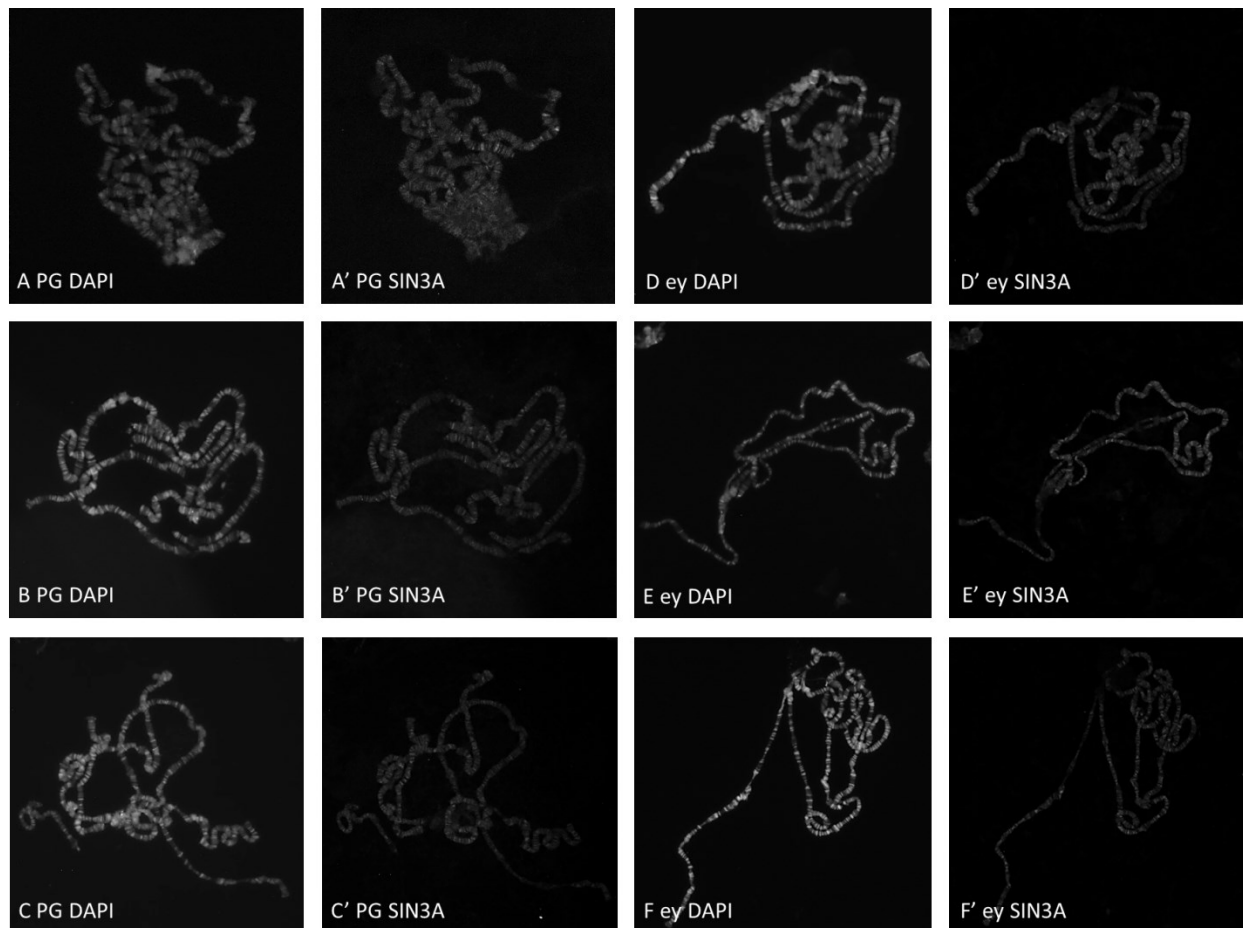 A PG DAPI
A’ PG SIN3A
D ey DAPI
D’ ey SIN3A
B PG DAPI
B’ PG SIN3A
E ey DAPI
E’ ey SIN3A
C PG DAPI
C’ PG SIN3A
F ey DAPI
F’ ey SIN3A